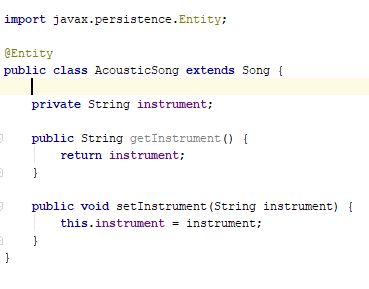 import javax.persistence.Entity;
@Entity
public class AcousticSong extends Song {
private String instrument;
public String getInstrument() {
return instrument;
}
public void setInstrument(String instrument) {
this.instrument = instrument;
}
}